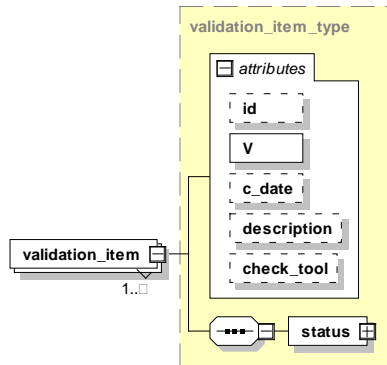 validation_item_type
attributes
id
V
c_date
description
check_tool
validation_item
1..□
status